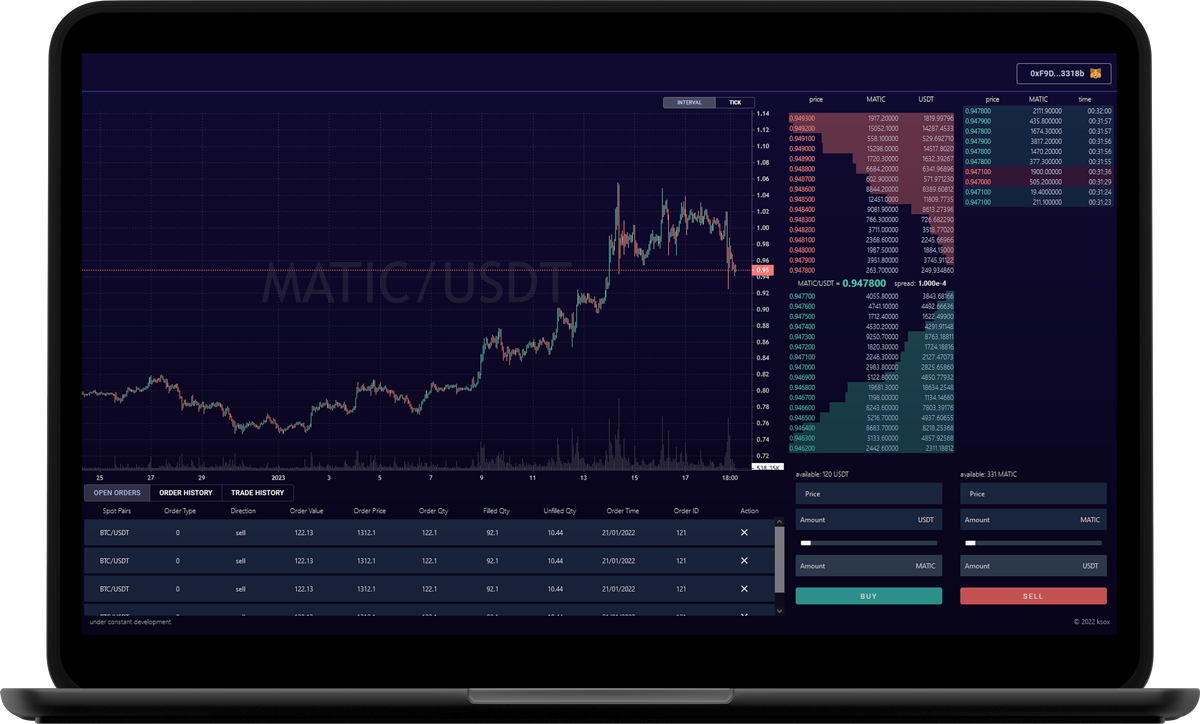 0xF9D...3318b
INTERVAL TICK
MATIC/USDT
1.14
1.12
1.10
1.08
1.06
1.04
1.02
1.00
0.98
0.96
0.95
0.94
0.92
0.90
0.88
0.86
0.84
0.82
0.80
0.78
0.76
0.74
0.72
518.15K
25 27 29 2023 3 5 7 9 11 13 15 17 18:00
price MATIC USDT
0.949300 1917.20000 1819.99796
0.949200 15052.1000 14287.4533
0.949100 558.100000 529.692710
0.949000 15298.0000 14517.8020
0.948900 1720.30000 1632.39267
0.948800 6684.20000 6341.96896
0.948700 602.900000 571.971230
0.948600 8844.20000 8389.60812
0.948500 12451.0000 11809.7735
0.948400 9081.90000 8613.27396
0.948300 766.300000 726.682290
0.948200 3711.00000 3518.77020
0.948100 2368.60000 2245.66966
0.948000 1987.50000 1884.15000
0.947900 3951.80000 3745.91122
0.947800 263.700000 249.934860
MATIC/USDT = 0.947800 spread: 1.000e-4
0.947700 4055.80000 3843.68166
0.947600 4741.10000 4492.66636
0.947500 1712.40000 1622.49900
0.947400 4530.20000 4291.91148
0.947300 9250.70000 8763.18811
0.947200 1820.30000 1724.18816
0.947100 2246.30000 2127.47073
0.947000 2983.80000 2825.65860
0.946900 5122.80000 4850.77932
0.946800 19681.3000 18634.2548
0.946700 1198.00000 1134.14660
0.946600 8243.60000 7803.39176
0.946500 5216.70000 4937.60655
0.946400 8683.70000 8218.25368
0.946300 5133.60000 4857.92568
0.946200 2442.60000 2311.18812
price MATIC time
0.947800 2111.90000 00:32:00
0.947900 435.800000 00:31:57
0.947800 1674.30000 00:31:57
0.947900 3817.20000 00:31:56
0.947800 1470.20000 00:31:56
0.947800 377.300000 00:31:55
0.947100 1900.00000 00:31:36
0.947000 505.200000 00:31:29
0.947100 19.4000000 00:31:24
0.947100 211.100000 00:31:23
OPEN ORDERS ORDER HISTORY TRADE HISTORY
Spot Pairs Order Type Direction Order Value Order Price Order Qty Filed Qty Unfilled Qty Order Time Order ID Action
BTC/USDT 0 sell 122.13 1312.1 122.1 92.1 10.44 21/01/2022 121
BTC/USDT 0 sell 122.13 1312.1 122.1 92.1 10.44 21/01/2022 121
BTC/USDT 0 sell 122.13 1312.1 122.1 92.1 10.44 21/01/2022 121
under constant development
available: 120 USDT
Price
Amount USDT
Amount MATIC
BUY
available: 331 MATIC
Price
Amount MATIC
Amount USDT
SELL
© 2022 ksox